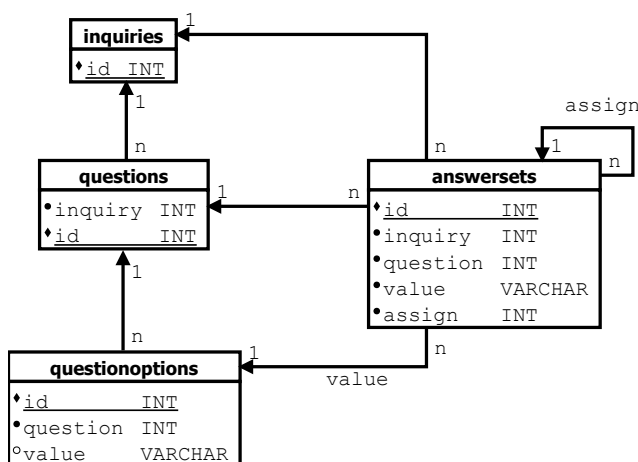 inquiries
id INT
1
1
n
n
assign
1
n
questions
inquiry INT
id INT
1
n
answersets
id INT
inquiry INT
question INT
value VARCHAR
assign INT
1
n
n
1
value
questionoptions
id INT
question INT
value VARCHAR